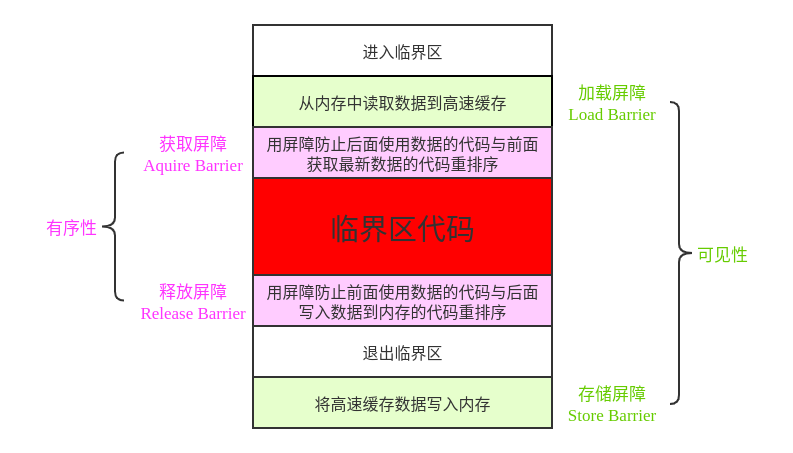 进入临界区
从内存中读取数据到高速缓存
加载屏障
Load Barrier
获取屏障
Aquire Barrier
用屏障防止后面使用数据的代码与前面
获取最新数据的代码重排序
有序性
临界区代码
可见性
释放屏障
Release Barrier
用屏障防止前面使用数据的代码与后面
写入数据到内存的代码重排序
退出临界区
将高速缓存数据写入内存
存储屏障
Store Barrier